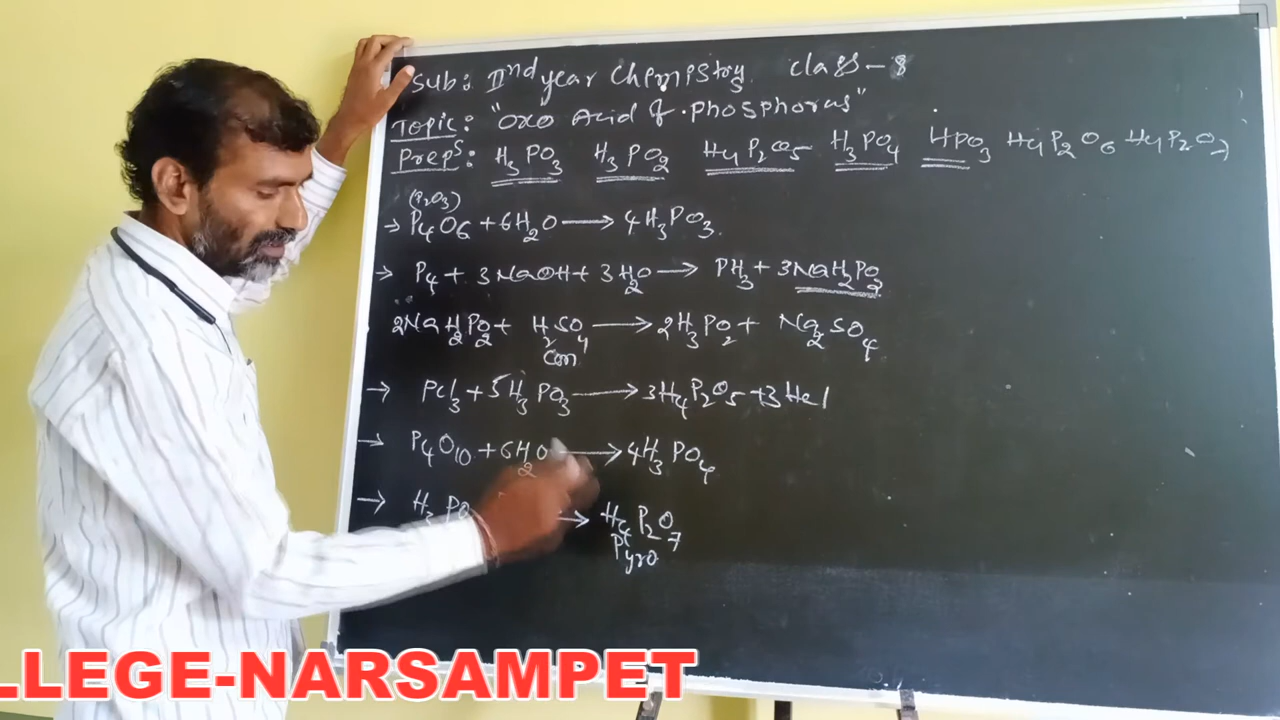 Sub: IInd year Chemistry class - 8
Topic: "Oxo Acid of Phosphorus"
Preps: H3PO3 H3PO2 H4P2O5 H3PO4 HPO3 H4P2O6 H4P2O7
(P2O3)
→ P4O6 + 6H2O → 4H3PO3.
→ P4 + 3NaOH + 3H2O → PH3 + 3NaH2PO2
2NaH2PO2 + H2SO4 → 2H3PO2 + Na2SO4
Con
→ PCl3 + 5H3PO3 → 3H4P2O5 + 3HCl
→ P4O10 + 6H2O → 4H3PO4
→ H3PO → H4P2O7
Pyro
LLEGE-NARSAMPET